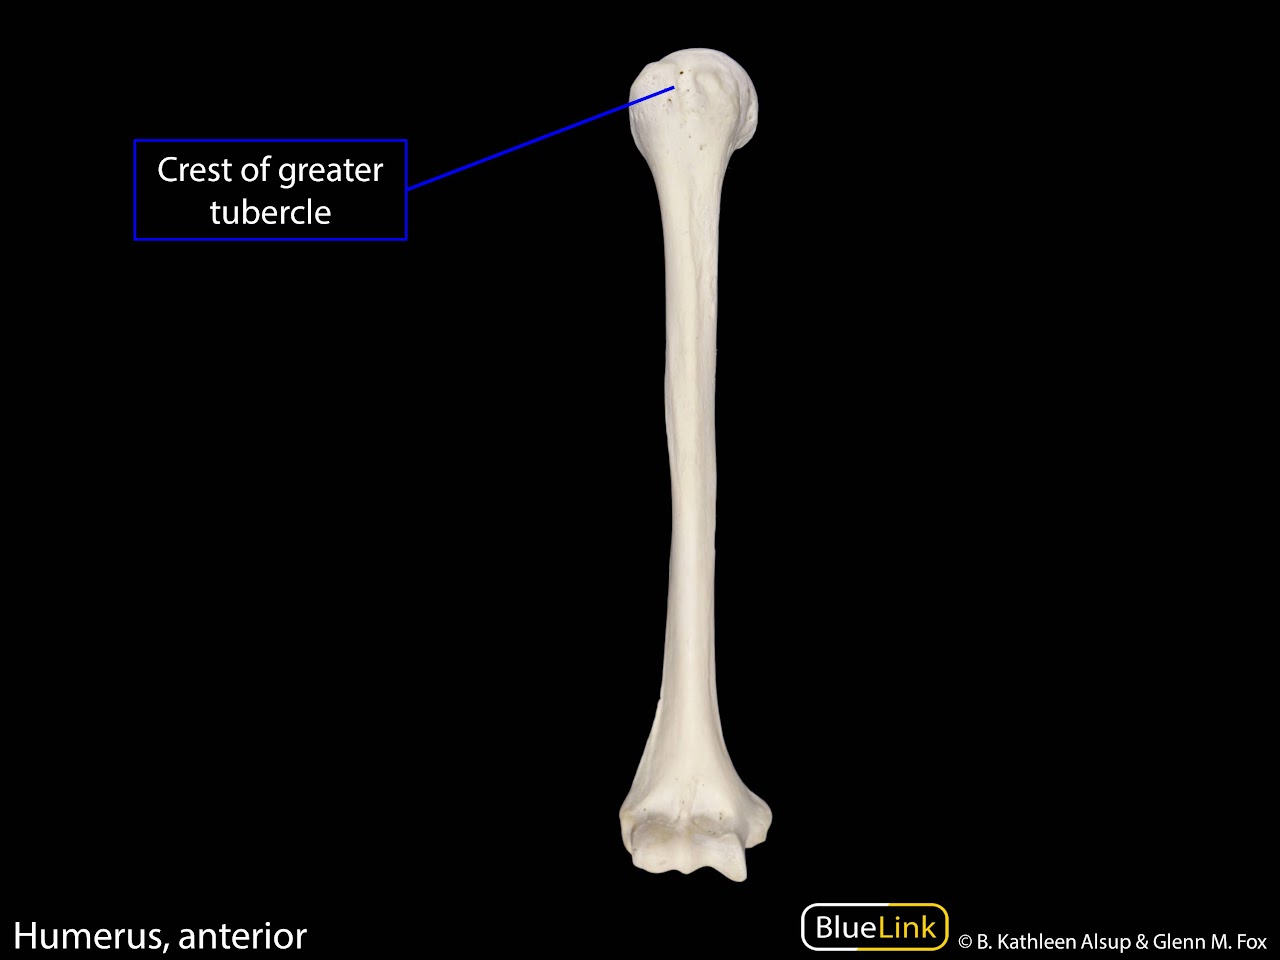 Crest of greater
tubercle
Humerus, anterior
BlueLink
© B. Kathleen Alsup & Glenn M. Fox